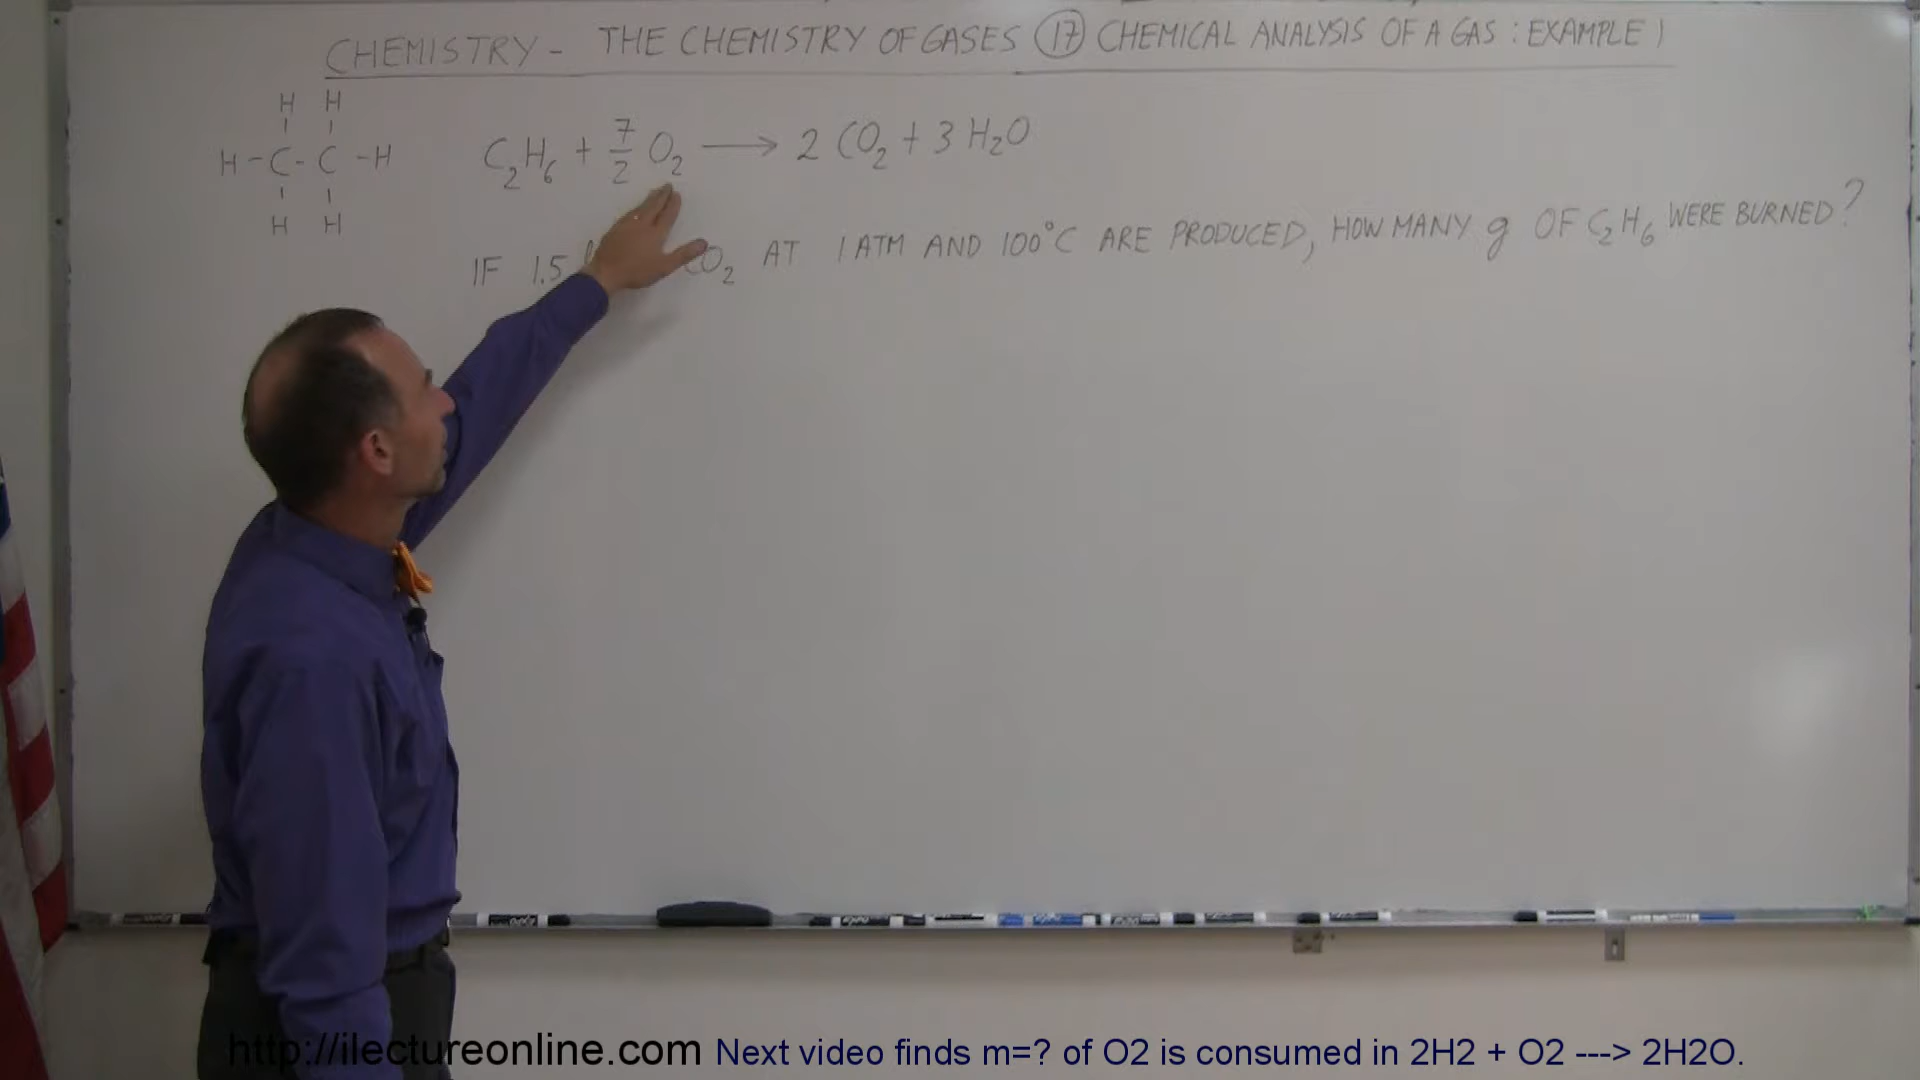 CHEMISTRY - THE CHEMISTRY OF GASES 17 CHEMICAL ANALYSIS OF A GAS : EXAMPLE 1
H H
H - C - C - H
H H
C2H6 + 7/2 O2 → 2 CO2 + 3 H2O
IF 1.5 CO2 AT 1 ATM AND 100°C ARE PRODUCED, HOW MANY g OF C2H6 WERE BURNED?
http://ilectureonline.com Next video finds m=? of O2 is consumed in 2H2 + O2 ---> 2H2O.